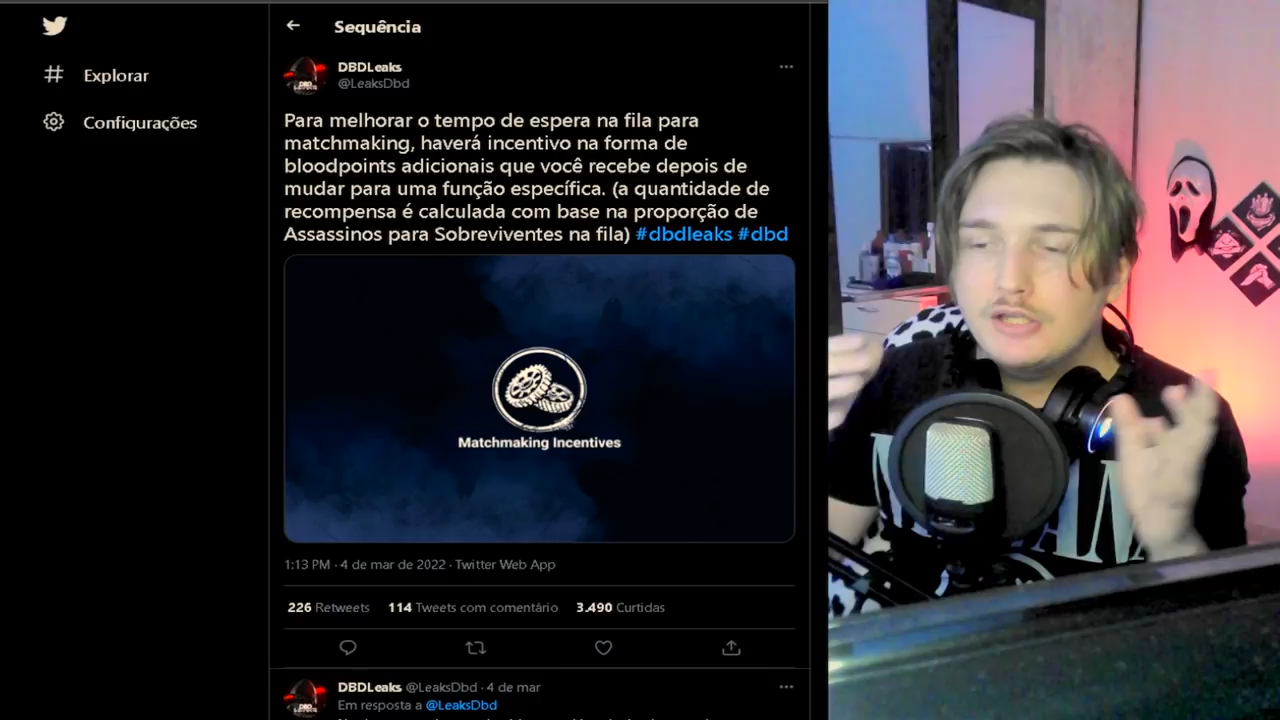 Sequência
Explorar
Configurações
DBDLeaks
@LeaksDbd
Para melhorar o tempo de espera na fila para
matchmaking, haverá incentivo na forma de
bloodpoints adicionais que você recebe depois de
mudar para uma função específica. (a quantidade de
recompensa é calculada com base na proporção de
Assassinos para Sobreviventes na fila) #dbdleaks #dbd
Matchmaking Incentives
1:13 PM · 4 de mar de 2022 · Twitter Web App
226 Retweets 114 Tweets com comentário 3.490 Curtidas
DBDLeaks @LeaksDbd · 4 de mar
Em resposta a @LeaksDbd